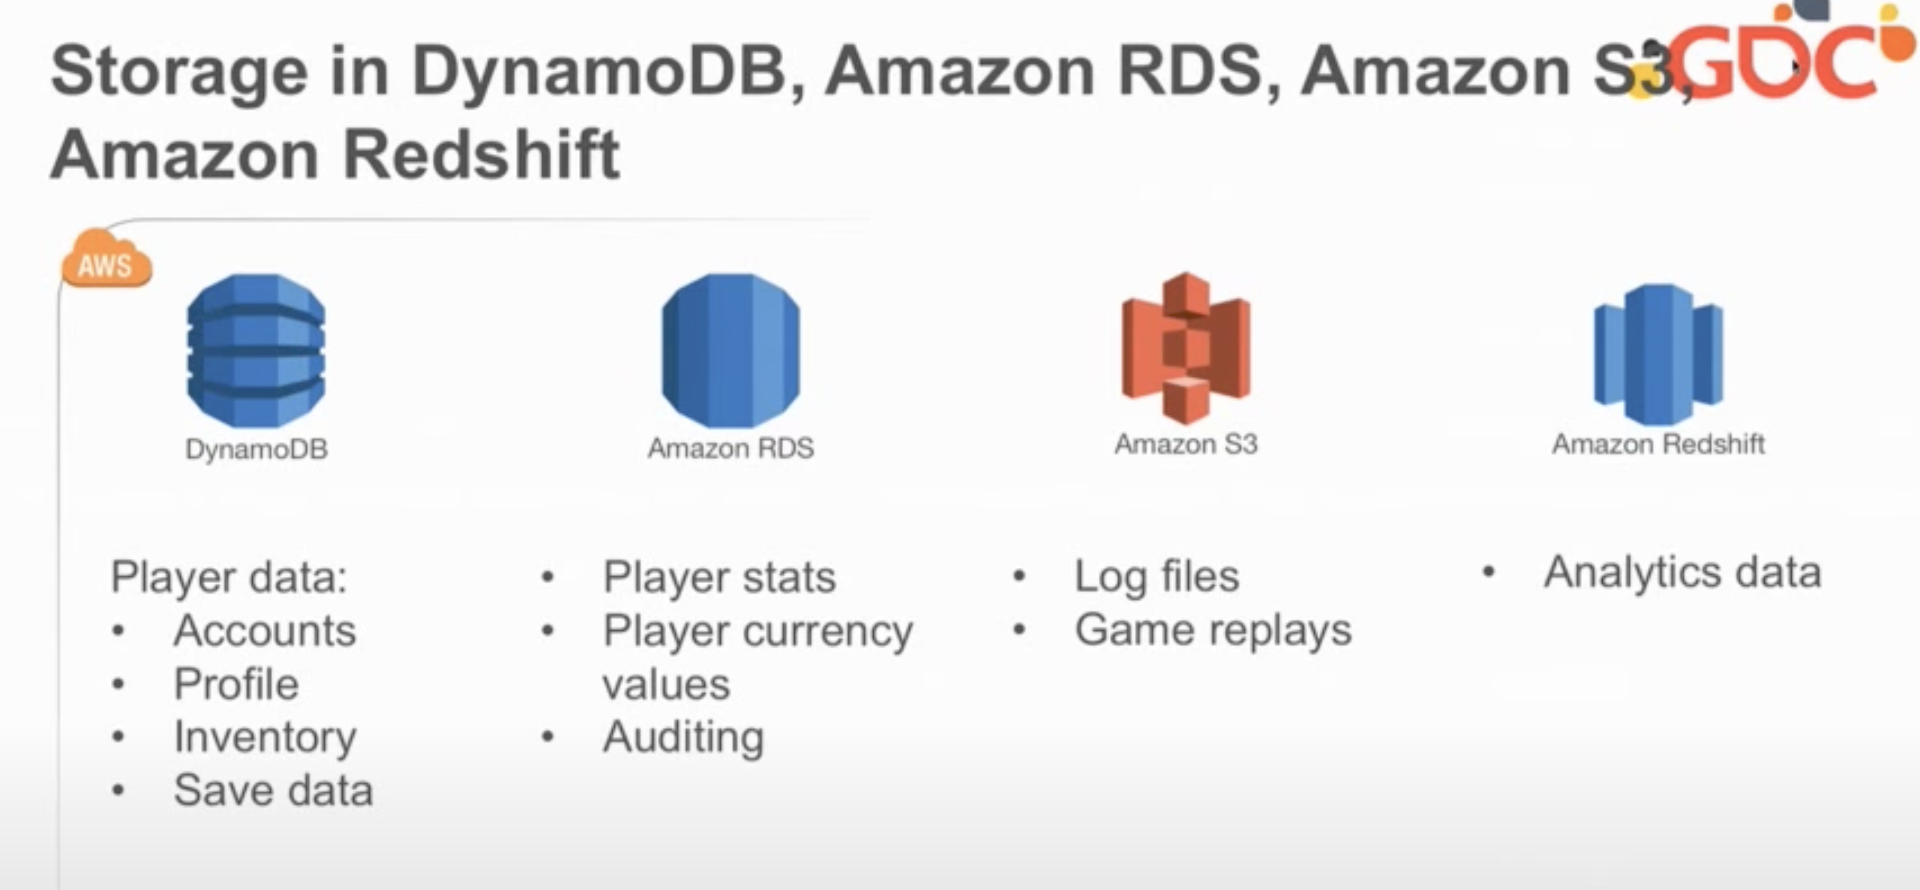 Storage in DynamoDB, Amazon RDS, Amazon S3,
Amazon Redshift
GDC
AWS
DynamoDB
Amazon RDS
Amazon S3
Amazon Redshift
Player data:
• Accounts
• Profile
• Inventory
• Save data
• Player stats
• Player currency
values
• Auditing
• Log files
• Game replays
• Analytics data